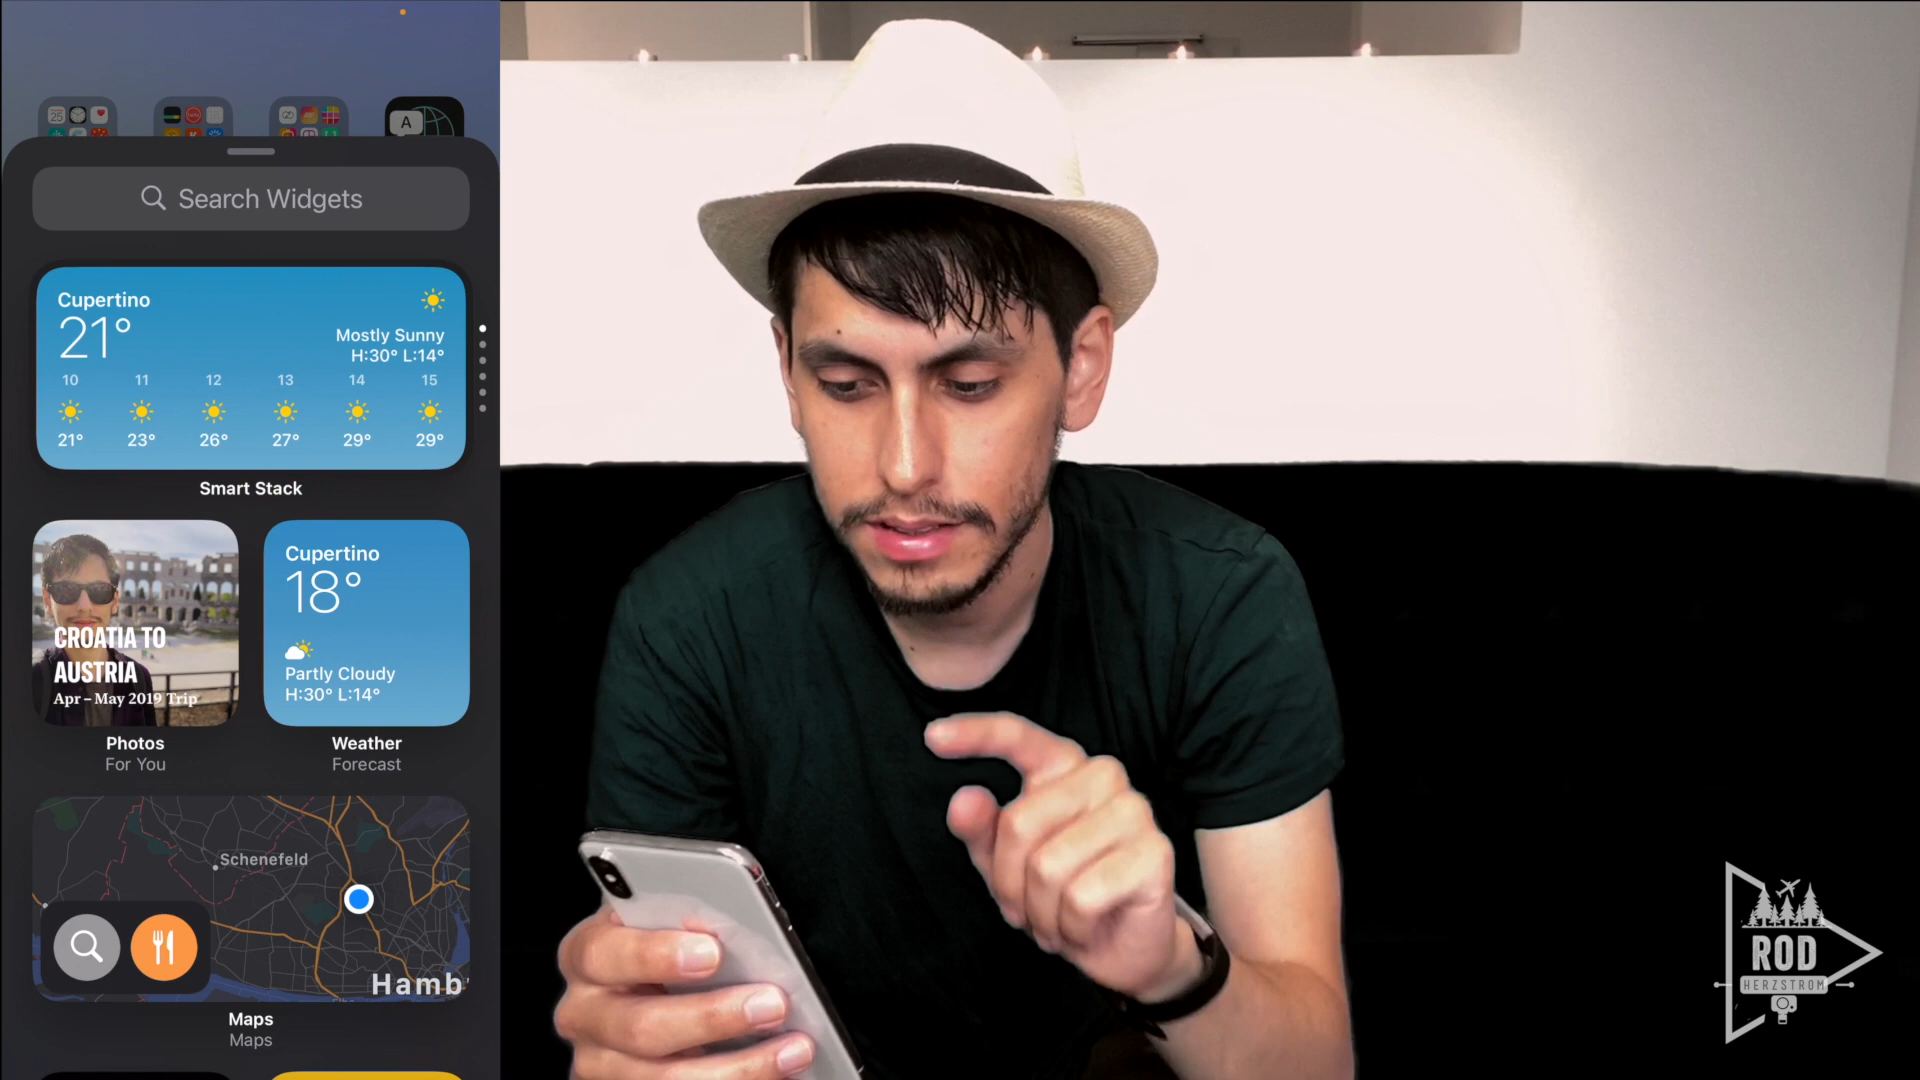 25
A
Search Widgets
Cupertino
21°
Mostly Sunny
H:30° L:14°
10 11 12 13 14 15
21° 23° 26° 27° 29° 29°
Smart Stack
CROATIA TO
AUSTRIA
Apr – May 2019 Trip
Photos
For You
Cupertino
18°
Partly Cloudy
H:30° L:14°
Weather
Forecast
Schenefeld
Hamb
Maps
Maps
ROD
HERZSTROM